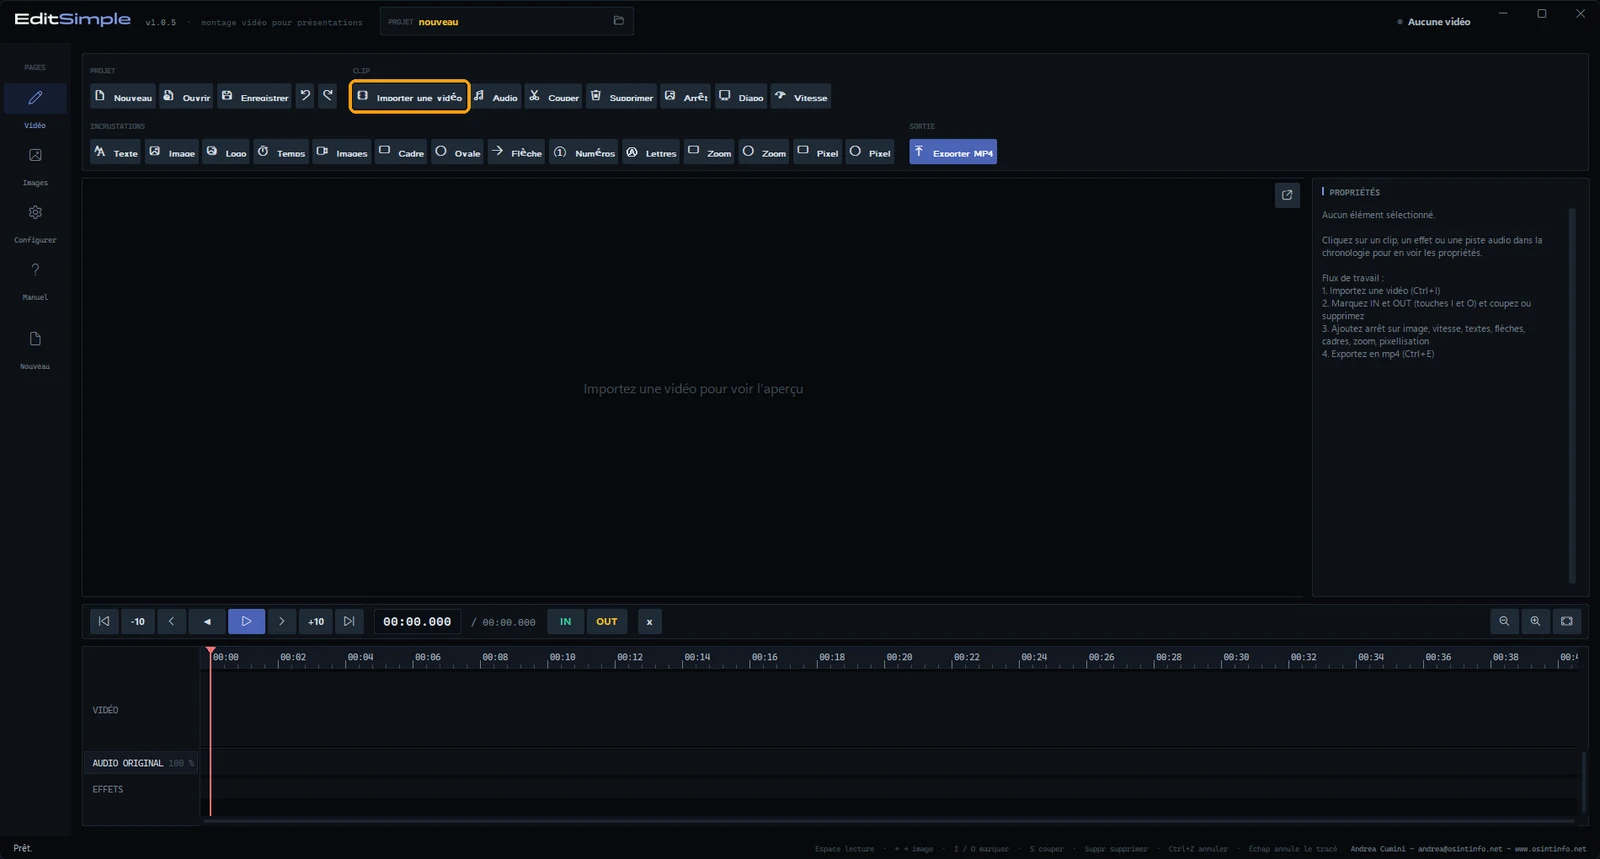 EditSimple v1.0.5 · montage vidéo pour présentations PROJET nouveau Aucune vidéo
PAGES
Vidéo
Images
Configurer
Manuel
Nouveau
PROJET CLIP
Nouveau Ouvrir Enregistrer Importer une vidéo Audio Couper Supprimer Arrêt Diapo Vitesse
INCRUSTATIONS SORTIE
Texte Image Logo Temps Images Cadre Ovale Flèche Numéros Lettres Zoom Zoom Pixel Pixel Exporter MP4
Importez une vidéo pour voir l'aperçu
PROPRIÉTÉS
Aucun élément sélectionné.
Cliquez sur un clip, un effet ou une piste audio dans la
chronologie pour en voir les propriétés.
Flux de travail :
1. Importez une vidéo (Ctrl+I)
2. Marquez IN et OUT (touches I et O) et coupez ou
supprimez
3. Ajoutez arrêt sur image, vitesse, textes, flèches,
cadres, zoom, pixellisation
4. Exportez en mp4 (Ctrl+E)
-10 +10 00:00.000 / 00:00.000 IN OUT x
00:00 00:02 00:04 00:06 00:08 00:10 00:12 00:14 00:16 00:18 00:20 00:22 00:24 00:26 00:28 00:30 00:32 00:34 00:36 00:38
VIDÉO
AUDIO ORIGINAL 100 %
EFFETS
Prêt. Espace lecture · ← → image · I / O marquer · S couper · Suppr supprimer · Ctrl+Z annuler · Échap annule le tracé Andrea Cumini – andrea@osintinfo.net – www.osintinfo.net